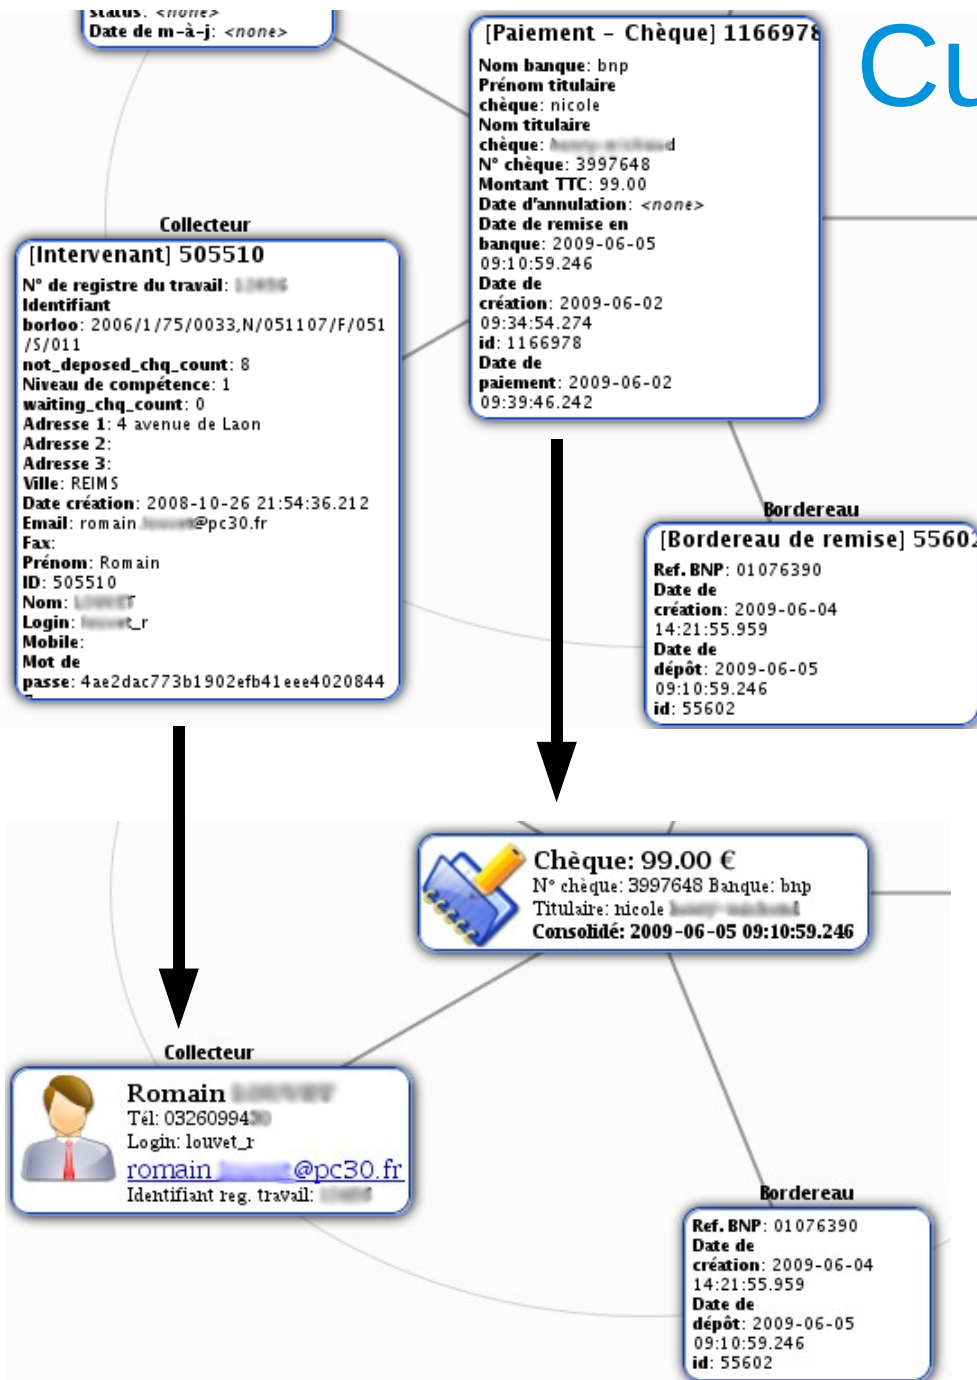 status: <none>
Date de m-à-j: <none>
[Paiement - Chèque] 1166978
Nom banque: bnp
Prénom titulaire
chèque: nicole
Nom titulaire
chèque:
N° chèque: 3997648
Montant TTC: 99.00
Date d'annulation: <none>
Date de remise en
banque: 2009-06-05
09:10:59.246
Date de
création: 2009-06-02
09:34:54.274
id: 1166978
Date de
paiement: 2009-06-02
09:39:46.242
Cu
Collecteur
[Intervenant] 505510
N° de registre du travail:
Identifiant
borloo: 2006/1/75/0033,N/051107/F/051
/S/011
not_deposed_chq_count: 8
Niveau de compétence: 1
waiting_chq_count: 0
Adresse 1: 4 avenue de Laon
Adresse 2:
Adresse 3:
Ville: REIMS
Date création: 2008-10-26 21:54:36.212
Email: romain. @pc30.fr
Fax:
Prénom: Romain
ID: 505510
Nom:
Login: t_r
Mobile:
Mot de
passe: 4ae2dac773b1902efb41eee4020844
Bordereau
[Bordereau de remise] 55602
Ref. BNP: 01076390
Date de
création: 2009-06-04
14:21:55.959
Date de
dépôt: 2009-06-05
09:10:59.246
id: 55602
Chèque: 99.00 €
N° chèque: 3997648 Banque: bnp
Titulaire: nicole
Consolidé: 2009-06-05 09:10:59.246
Collecteur
Romain
Tél: 03260994
Login: louvet_r
romain. @pc30.fr
Identifiant reg. travail:
Bordereau
Ref. BNP: 01076390
Date de
création: 2009-06-04
14:21:55.959
Date de
dépôt: 2009-06-05
09:10:59.246
id: 55602